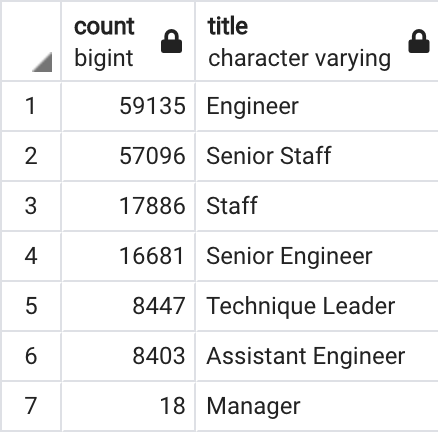 count title
bigint character varying
1 59135 Engineer
2 57096 Senior Staff
3 17886 Staff
4 16681 Senior Engineer
5 8447 Technique Leader
6 8403 Assistant Engineer
7 18 Manager